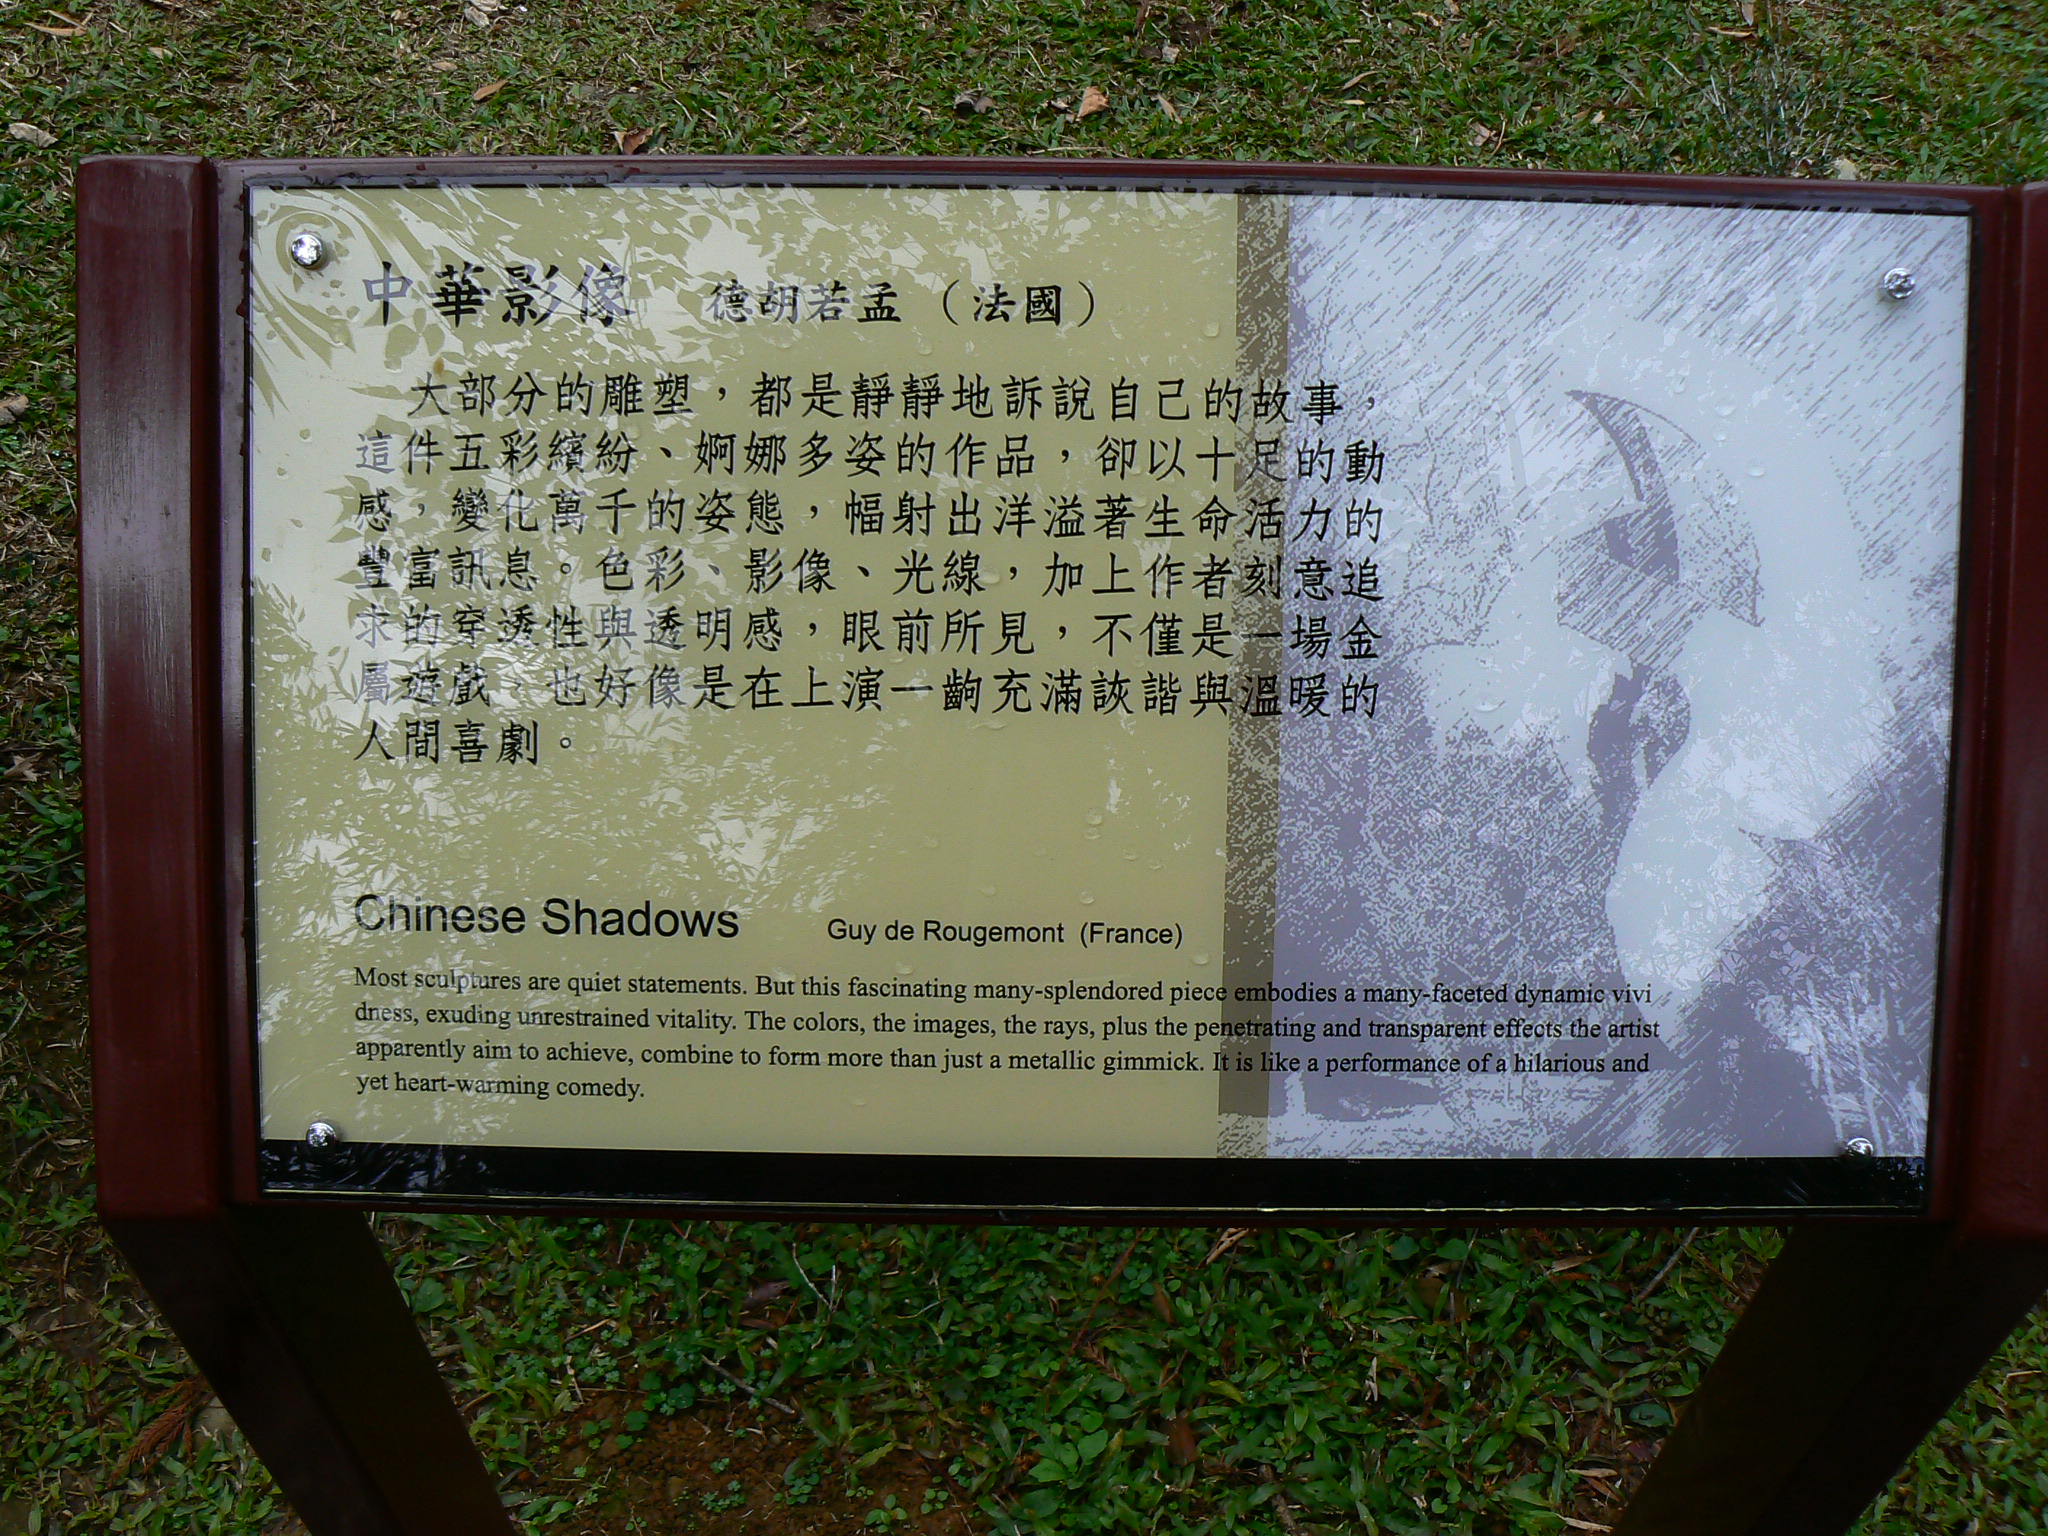 中華影像 德胡若孟（法國）
大部分的雕塑，都是靜靜地訴說自己的故事，
這件五彩繽紛、婀娜多姿的作品，卻以十足的動
感，變化萬千的姿態，幅射出洋溢著生命活力的
豐富訊息。色彩、影像、光線，加上作者刻意追
求的穿透性與透明感，眼前所見，不僅是一場金
屬遊戲，也好像是在上演一齣充滿詼諧與溫暖的
人間喜劇。
Chinese Shadows Guy de Rougemont (France)
Most sculptures are quiet statements. But this fascinating many-splendored piece embodies a many-faceted dynamic vivi
dness, exuding unrestrained vitality. The colors, the images, the rays, plus the penetrating and transparent effects the artist
apparently aim to achieve, combine to form more than just a metallic gimmick. It is like a performance of a hilarious and
yet heart-warming comedy.